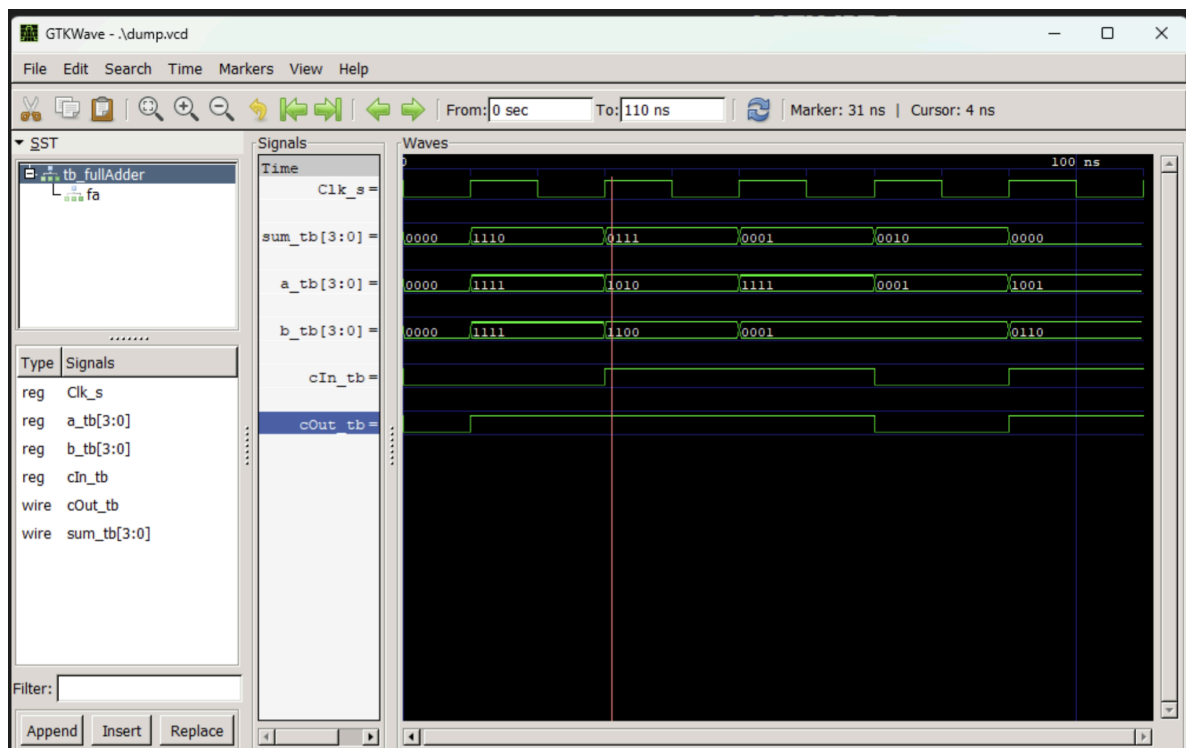 GTKWave - .\dump.vcd
File Edit Search Time Markers View Help
From: 0 sec To: 110 ns Marker: 31 ns | Cursor: 4 ns
SST
tb_fullAdder
fa
Type Signals
reg Clk_s
reg a_tb[3:0]
reg b_tb[3:0]
reg cIn_tb
wire cOut_tb
wire sum_tb[3:0]
Filter:
Append Insert Replace
Signals
Time
Clk_s=
sum_tb[3:0] =
a_tb[3:0] =
b_tb[3:0] =
cIn_tb=
cOut_tb=
Waves
0 100 ns
0000 1110 0111 0001 0010 0000
0000 1111 1010 1111 0001 1001
0000 1111 1100 0001 0110